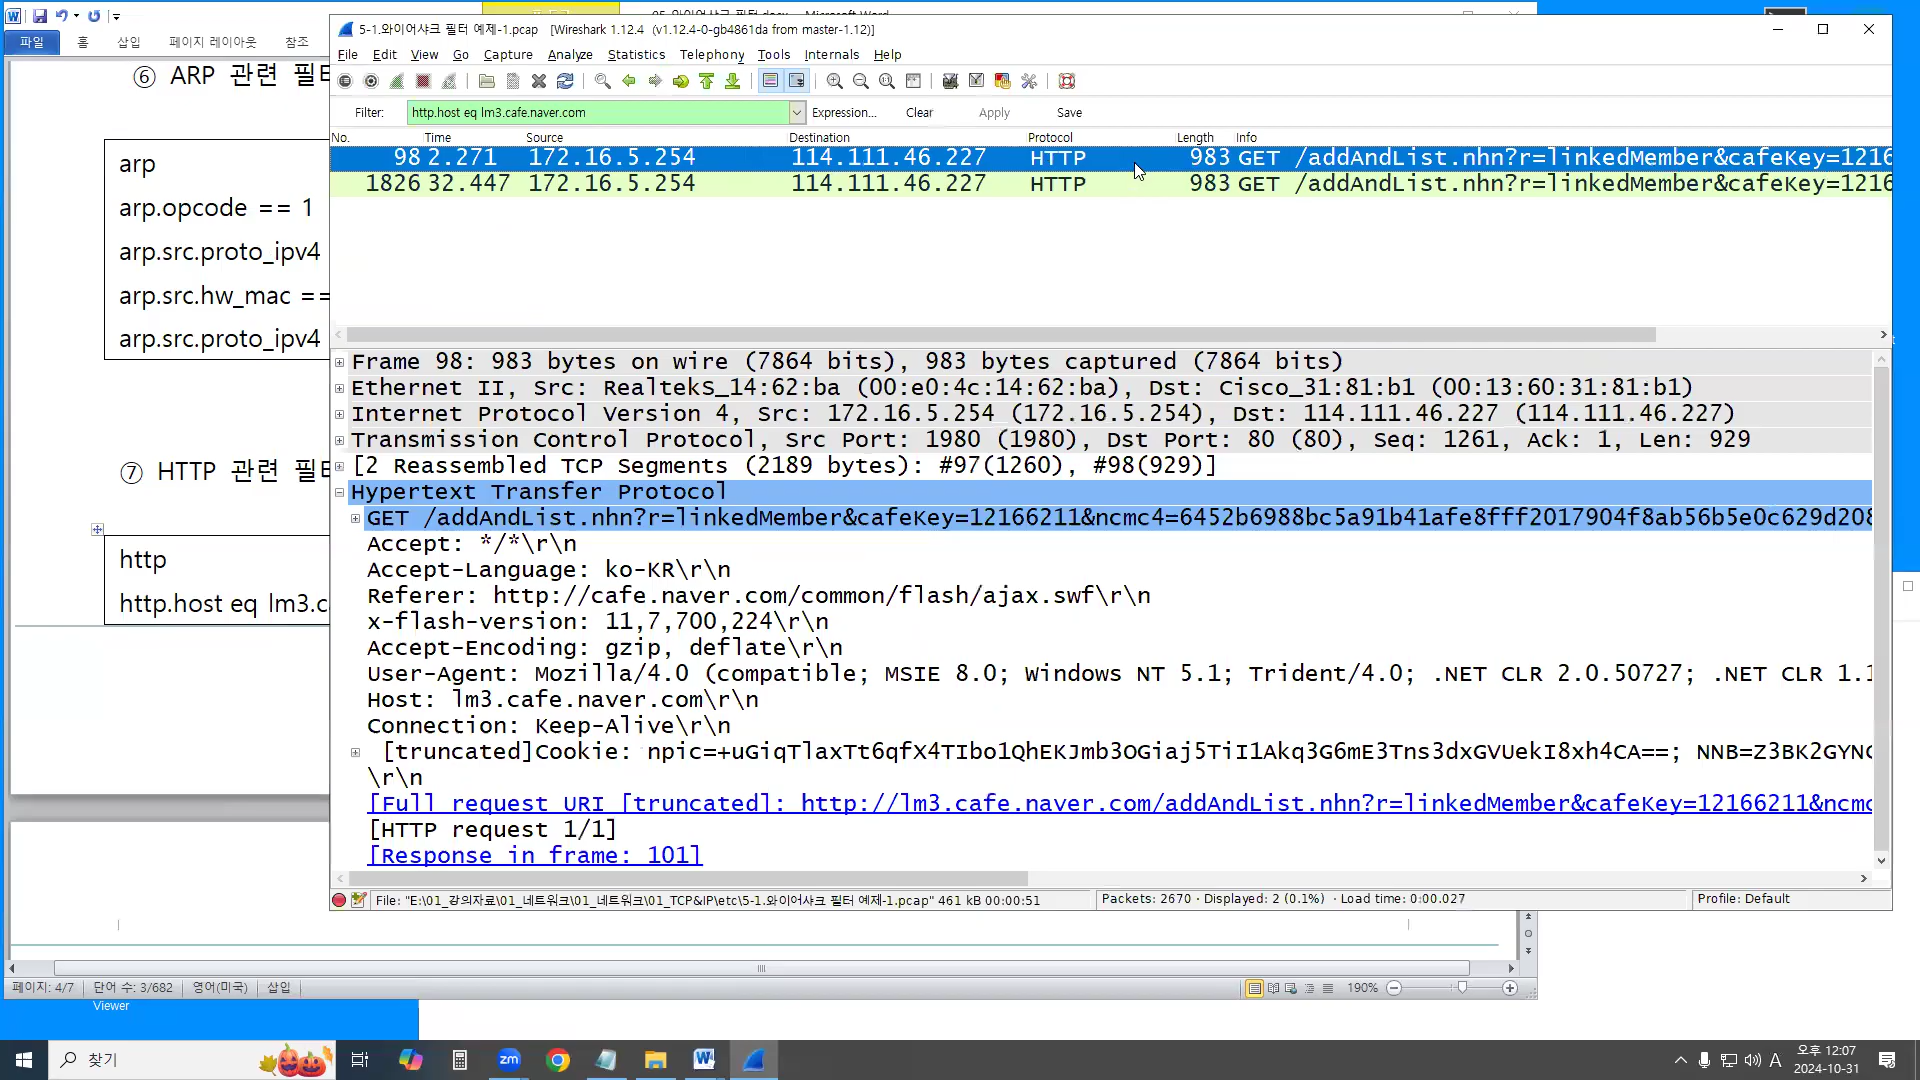 파일
홈
삽입
페이지 레이아웃
참조
⑥ ARP 관련 필
arp
arp.opcode == 1
arp.src.proto_ipv4
arp.src.hw_mac ==
arp.src.proto_ipv4
⑦ HTTP 관련 필
http
http.host eq lm3.c
5-1.와이어샤크 필터 예제-1.pcap [Wireshark 1.12.4 (v1.12.4-0-gb4861da from master-1.12)]
File Edit View Go Capture Analyze Statistics Telephony Tools Internals Help
Filter: http.host eq lm3.cafe.naver.com Expression... Clear Apply Save
No. Time Source Destination Protocol Length Info
98 2.271 172.16.5.254 114.111.46.227 HTTP 983 GET /addAndList.nhn?r=linkedMember&cafeKey=1216
1826 32.447 172.16.5.254 114.111.46.227 HTTP 983 GET /addAndList.nhn?r=linkedMember&cafeKey=1216
Frame 98: 983 bytes on wire (7864 bits), 983 bytes captured (7864 bits)
Ethernet II, Src: RealtekS_14:62:ba (00:e0:4c:14:62:ba), Dst: Cisco_31:81:b1 (00:13:60:31:81:b1)
Internet Protocol Version 4, Src: 172.16.5.254 (172.16.5.254), Dst: 114.111.46.227 (114.111.46.227)
Transmission Control Protocol, Src Port: 1980 (1980), Dst Port: 80 (80), Seq: 1261, Ack: 1, Len: 929
[2 Reassembled TCP Segments (2189 bytes): #97(1260), #98(929)]
Hypertext Transfer Protocol
GET /addAndList.nhn?r=linkedMember&cafeKey=12166211&ncmc4=6452b6988bc5a91b41afe8fff2017904f8ab56b5e0c629d208
Accept: */*\r\n
Accept-Language: ko-KR\r\n
Referer: http://cafe.naver.com/common/flash/ajax.swf\r\n
x-flash-version: 11,7,700,224\r\n
Accept-Encoding: gzip, deflate\r\n
User-Agent: Mozilla/4.0 (compatible; MSIE 8.0; Windows NT 5.1; Trident/4.0; .NET CLR 2.0.50727; .NET CLR 1.1
Host: lm3.cafe.naver.com\r\n
Connection: Keep-Alive\r\n
[truncated]Cookie: npic=+uGiqTlaxTt6qfX4TIbo1QhEKJmb3OGiaj5TiI1Akq3G6mE3Tns3dxGVUekI8xh4CA==; NNB=Z3BK2GYNC
\r\n
[Full request URI [truncated]: http://lm3.cafe.naver.com/addAndList.nhn?r=linkedMember&cafeKey=12166211&ncmc
[HTTP request 1/1]
[Response in frame: 101]
File: "E:\01_강의자료\01_네트워크\01_네트워크\01_TCP&IP\etc\5-1.와이어샤크 필터 예제-1.pcap" 461 kB 00:00:51
Packets: 2670 · Displayed: 2 (0.1%) · Load time: 0:00.027
Profile: Default
페이지: 4/7
단어 수: 3/682
영어(미국)
삽입
190%
Viewer
찾기
zm
A
오후 12:07
2024-10-31